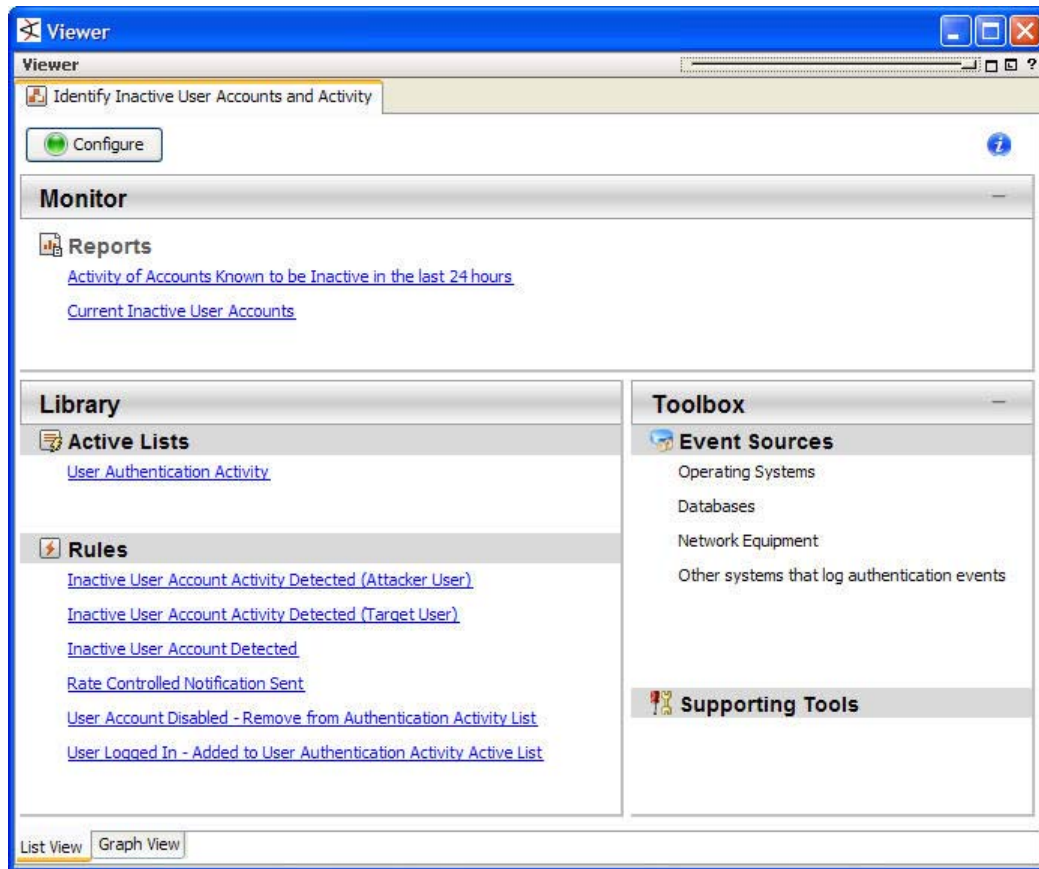 Viewer
Viewer
?
Identify Inactive User Accounts and Activity
Configure
i
Monitor
Reports
Activity of Accounts Known to be Inactive in the last 24 hours
Current Inactive User Accounts
Library
Active Lists
User Authentication Activity
Rules
Inactive User Account Activity Detected (Attacker User)
Inactive User Account Activity Detected (Target User)
Inactive User Account Detected
Rate Controlled Notification Sent
User Account Disabled - Remove from Authentication Activity List
User Logged In - Added to User Authentication Activity Active List
Toolbox
Event Sources
Operating Systems
Databases
Network Equipment
Other systems that log authentication events
Supporting Tools
List View
Graph View